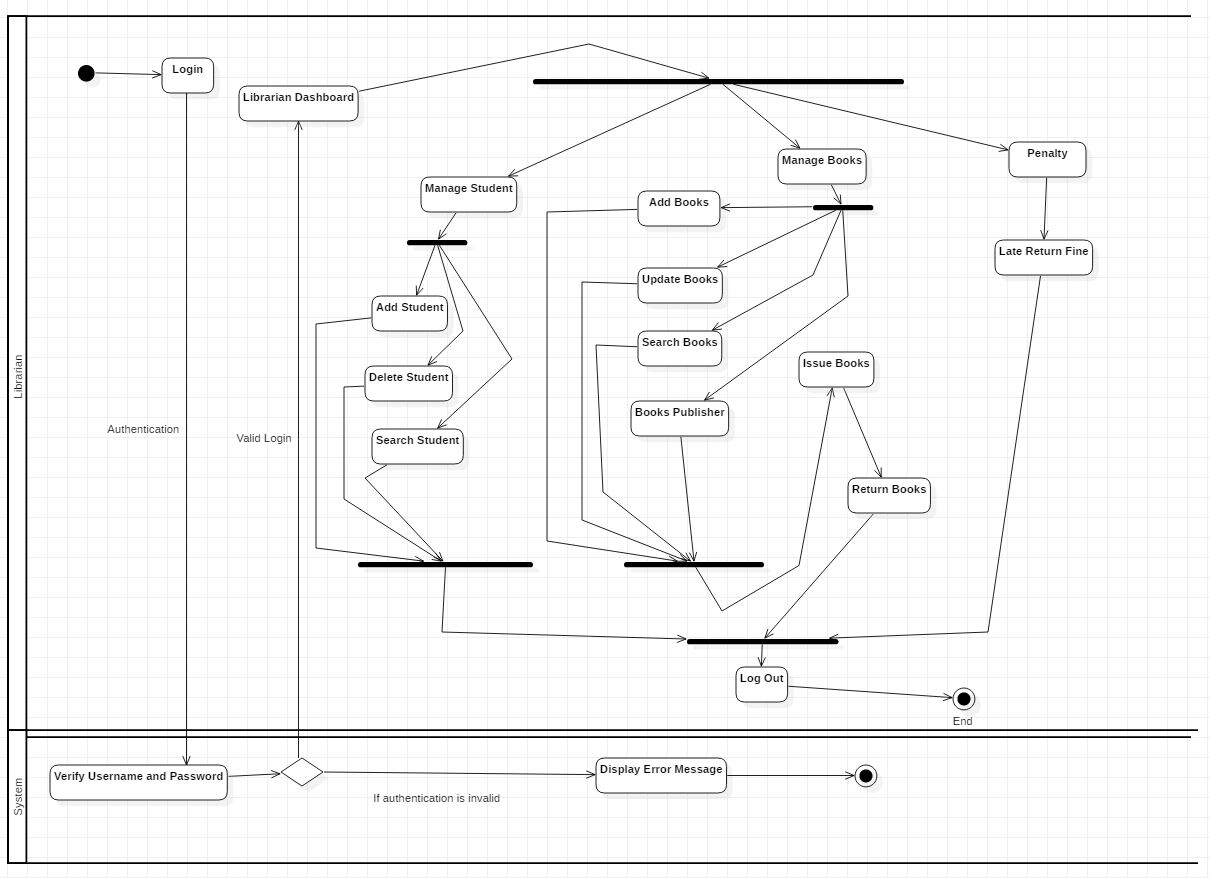 Login
Librarian Dashboard
Manage Books
Penalty
Manage Student
Add Books
Late Return Fine
Update Books
Add Student
Search Books
Issue Books
Delete Student
Librarian
Books Publisher
Authentication
Valid Login
Search Student
Return Books
Log Out
End
Verify Username and Password
Display Error Message
If authentication is invalid
System